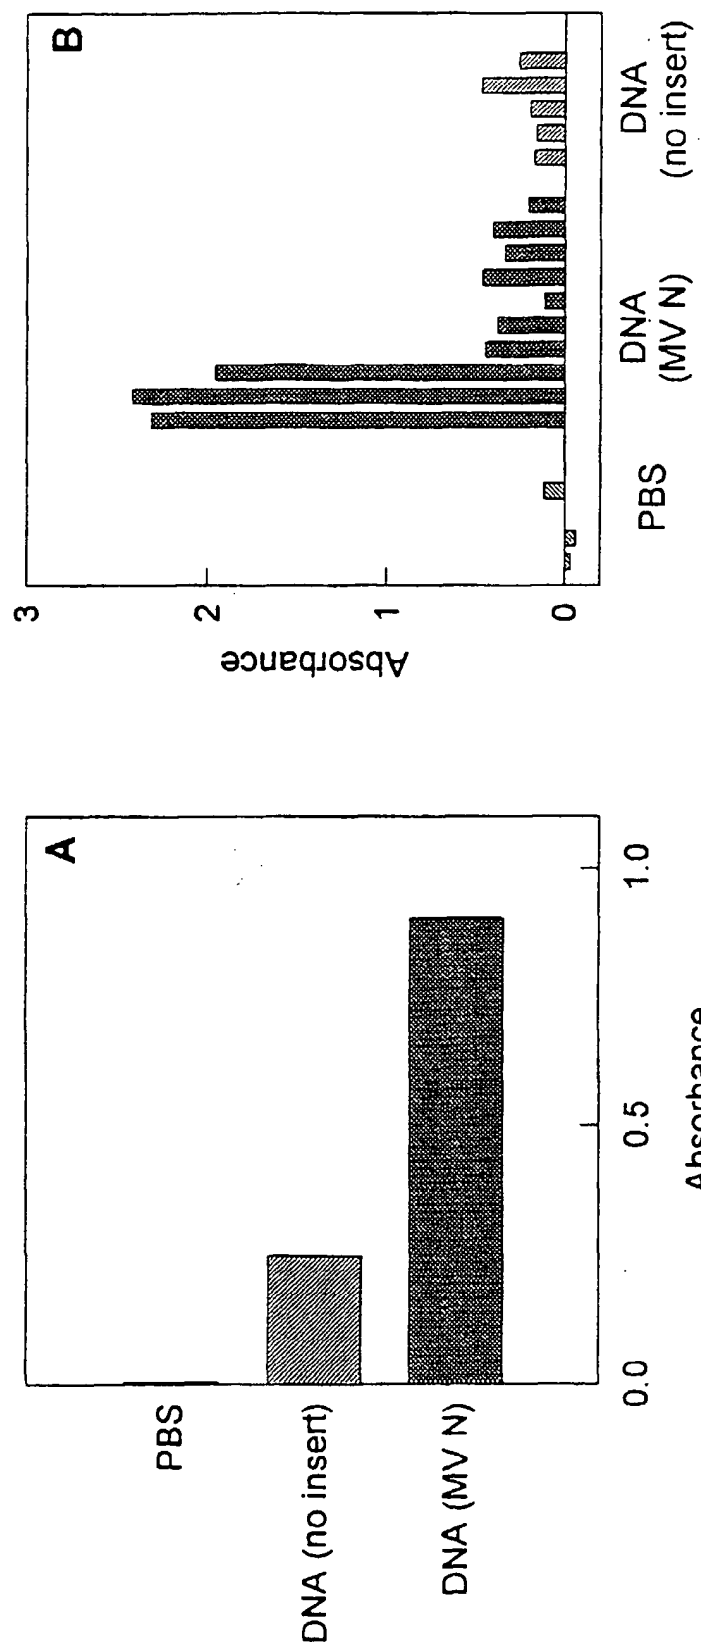 A
PBS
DNA (no insert)
DNA (MV N)
0.0
0.5
1.0
Absorbance
B
Absorbance
3
2
1
0
PBS
DNA
(MV N)
DNA
(no insert)